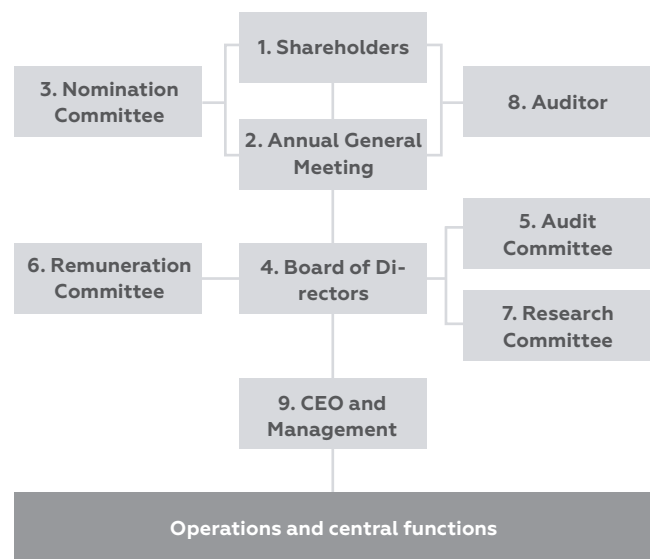 1. Shareholders
3. Nomination
Committee
8. Auditor
2. Annual General
Meeting
5. Audit
Committee
6. Remuneration
Committee
4. Board of Di-
rectors
7. Research
Committee
9. CEO and
Management
Operations and central functions